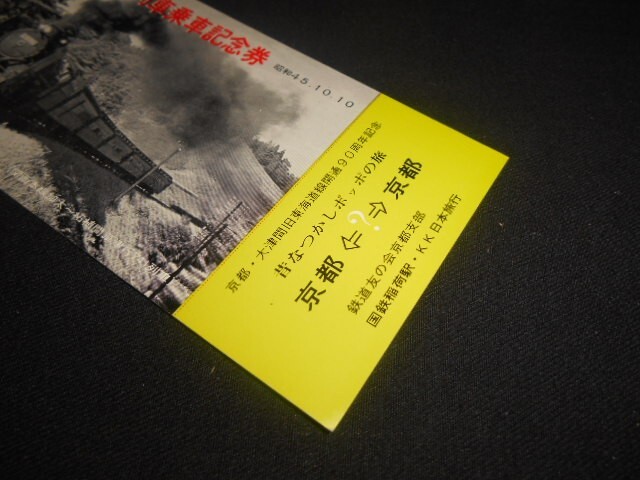 車乗車記念券
昭和45.10.10
京都・大津間旧東海道線開通90周年記念
昔なつかしポッポの旅
京都⇦?⇨京都
鉄道友の会京都支部
国鉄稲荷駅・KK日本旅行